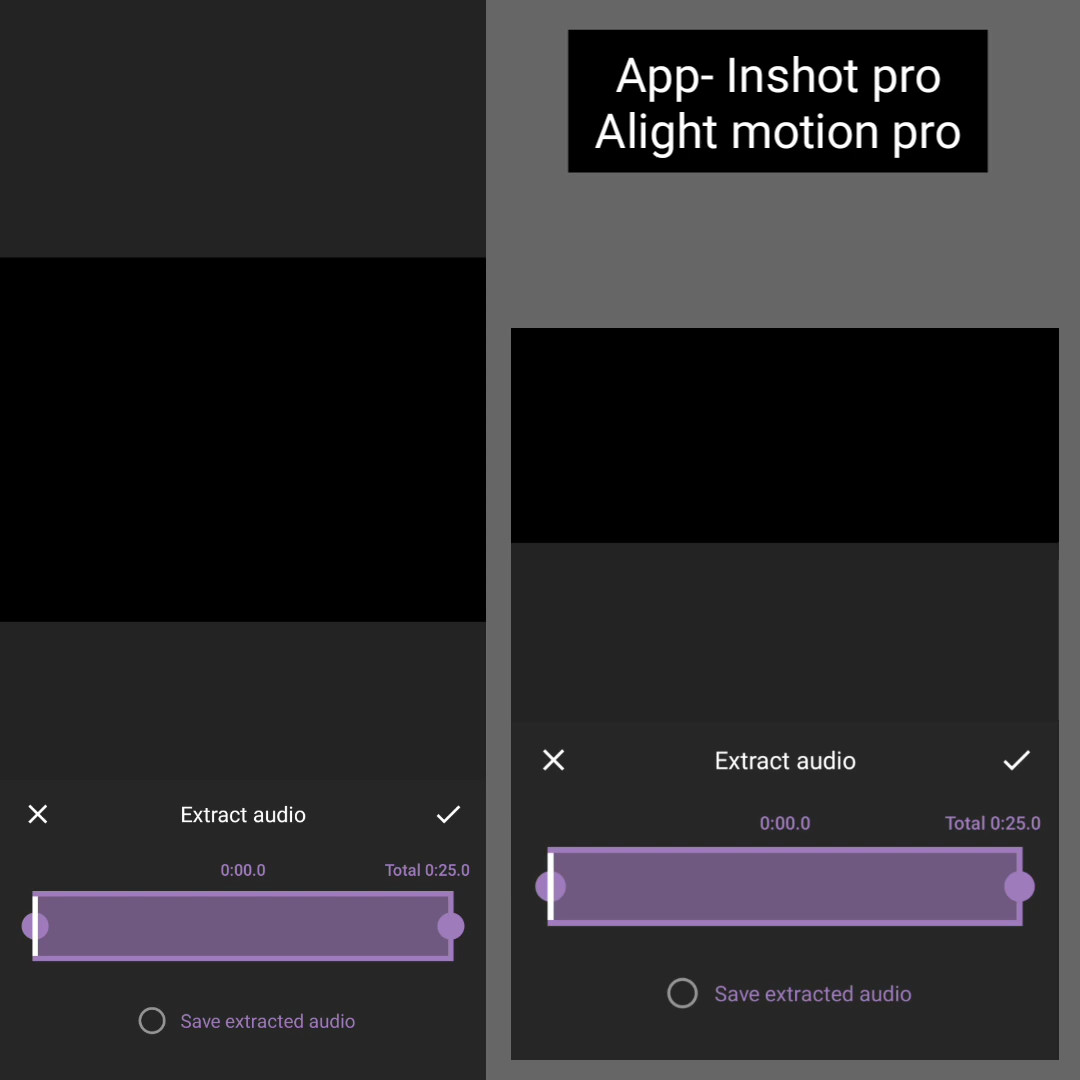 App- Inshot pro
Alight motion pro
Extract audio
0:00.0
Total 0:25.0
Save extracted audio
Extract audio
0:00.0
Total 0:25.0
Save extracted audio